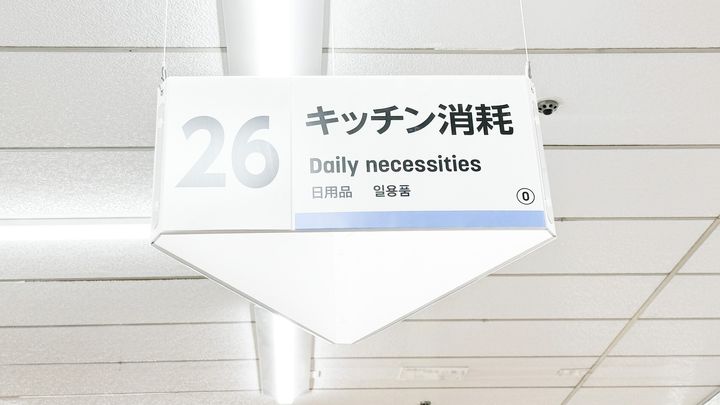 26
キッチン消耗
Daily necessities
日用品 일용품
0